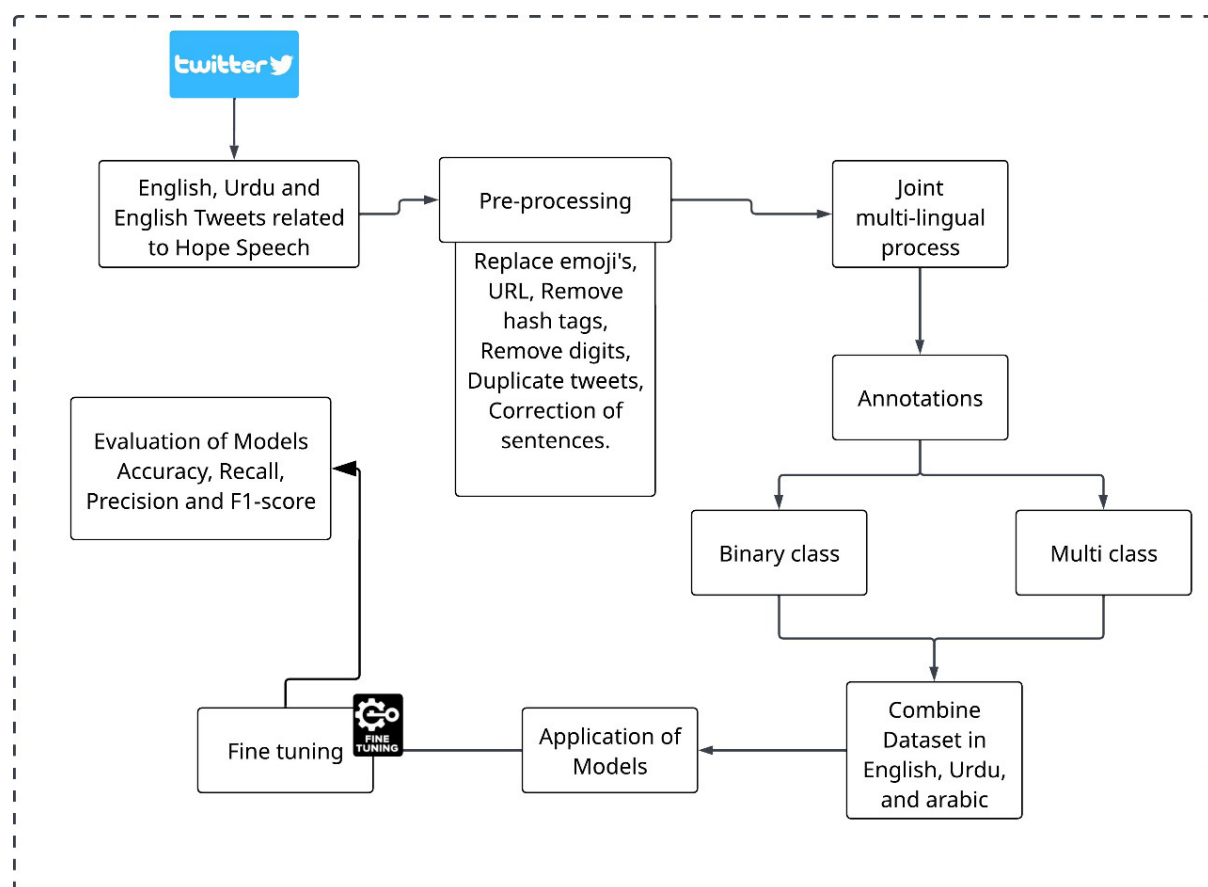 twitter
English, Urdu and
English Tweets related
to Hope Speech
Pre-processing
Replace emoji's,
URL, Remove
hash tags,
Remove digits,
Duplicate tweets,
Correction of
sentences.
Joint
multi-lingual
process
Annotations
Binary class
Multi class
Combine
Dataset in
English, Urdu,
and arabic
Application of
Models
Fine tuning
FINE
TUNING
Evaluation of Models
Accuracy, Recall,
Precision and F1-score